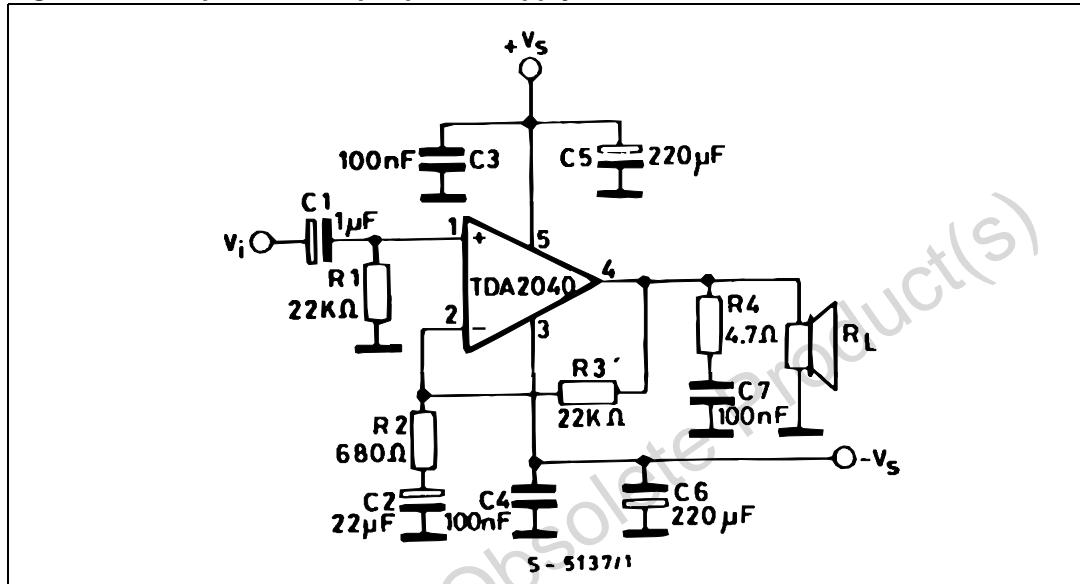 +Vs
100nF C3
C5 220µF
C1
1µF
Vi
1
+
5
4
R1
22KΩ
TDA2040
2
−
3
R4
4.7Ω
RL
R3
22KΩ
C7
100nF
R2
680Ω
-Vs
C2
22µF
C4
100nF
C6
220µF
S - 5137/1
Obsolete Product(s)